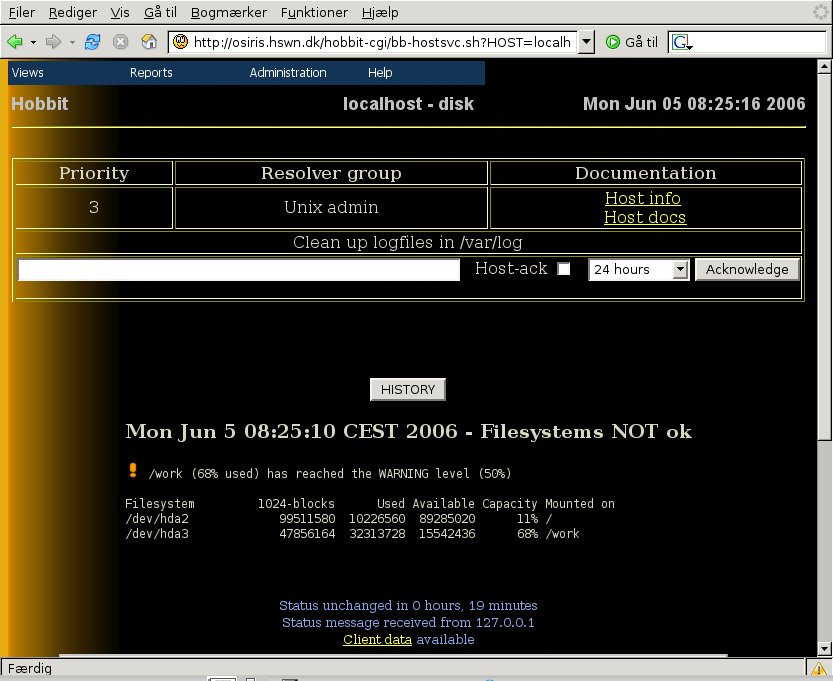 Filer Rediger Vis Gå til Bogmærker Funktioner Hjælp
http://osiris.hswn.dk/hobbit-cgi/bb-hostsvc.sh?HOST=localh Gå til G
Views Reports Administration Help
Hobbit localhost - disk Mon Jun 05 08:25:16 2006
Priority Resolver group Documentation
3 Unix admin Host info
Host docs
Clean up logfiles in /var/log
Host-ack 24 hours Acknowledge
HISTORY
Mon Jun 5 08:25:10 CEST 2006 - Filesystems NOT ok
/work (68% used) has reached the WARNING level (50%)
Filesystem 1024-blocks Used Available Capacity Mounted on
/dev/hda2 99511580 10226560 89285020 11% /
/dev/hda3 47856164 32313728 15542436 68% /work
Status unchanged in 0 hours, 19 minutes
Status message received from 127.0.0.1
Client data available
Færdig